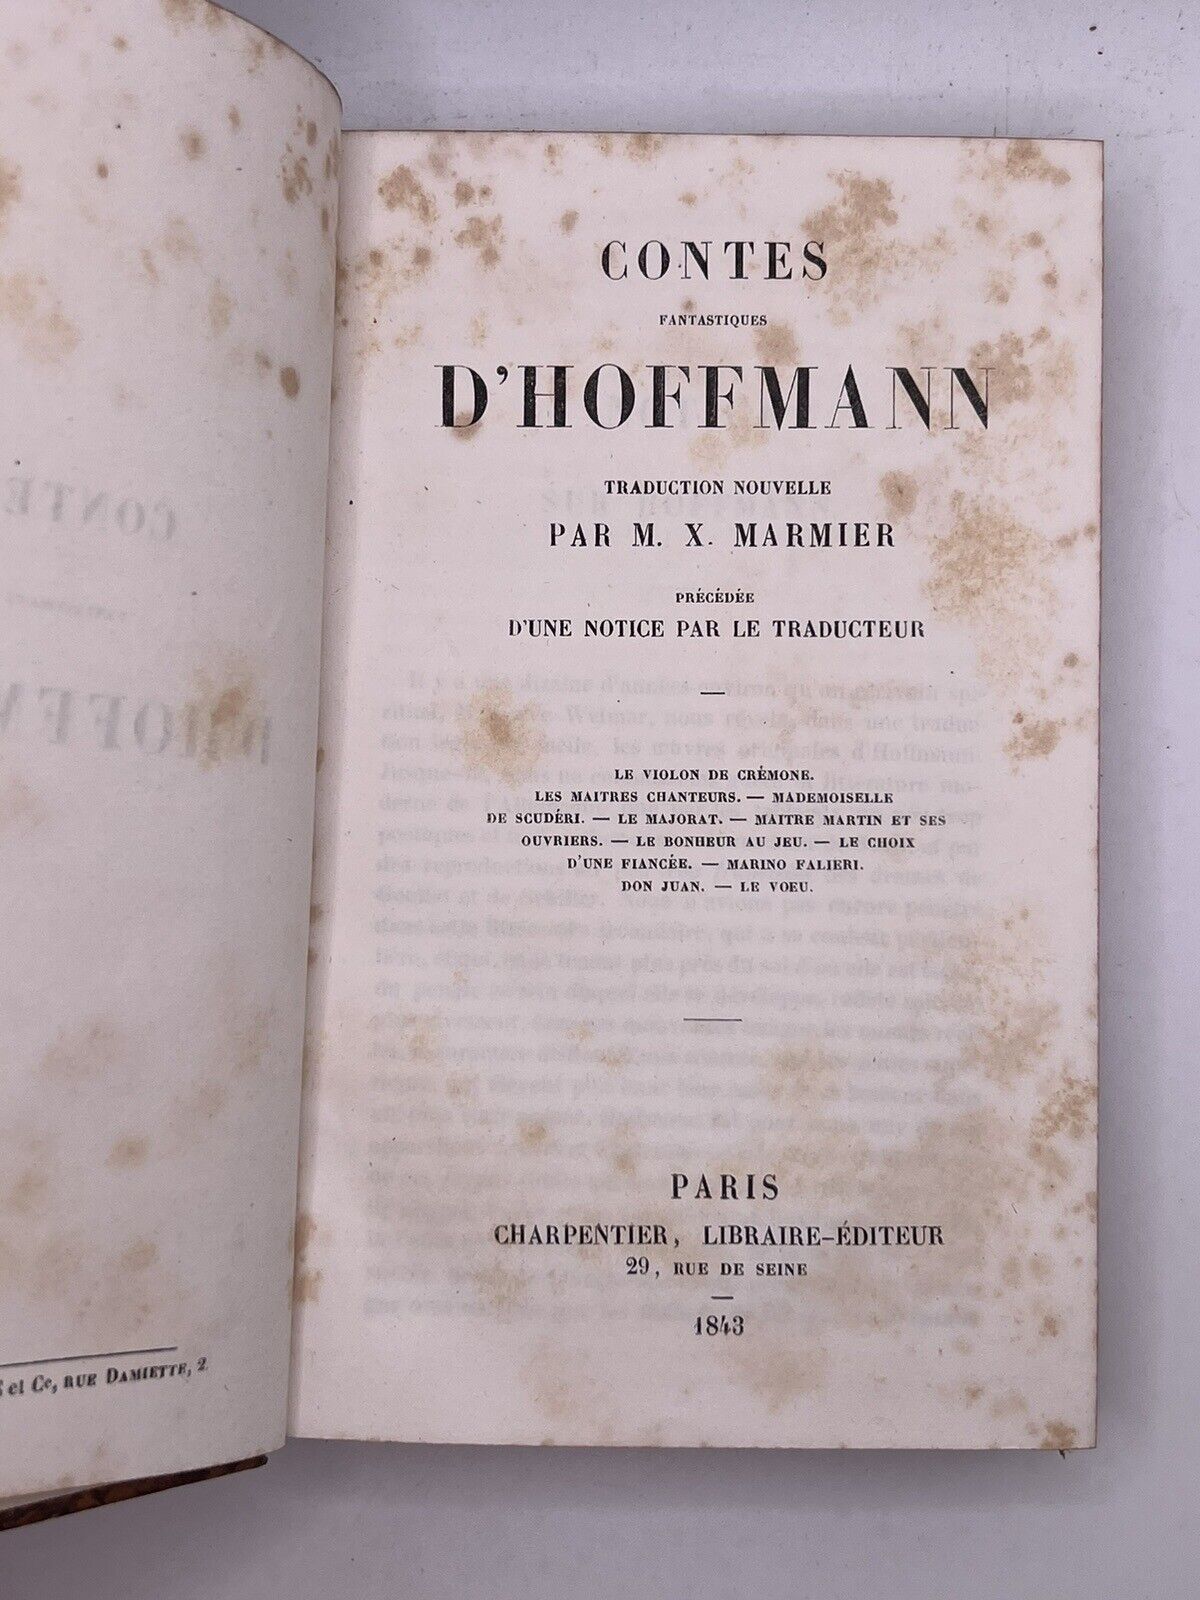 et Cᵉ, RUE DAMIETTE, 2
CONTES
FANTASTIQUES
D'HOFFMANN
TRADUCTION NOUVELLE
PAR M. X. MARMIER
PRÉCÉDÉE
D'UNE NOTICE PAR LE TRADUCTEUR
LE VIOLON DE CRÉMONE.
LES MAITRES CHANTEURS. — MADEMOISELLE
DE SCUDÉRI. — LE MAJORAT. — MAITRE MARTIN ET SES
OUVRIERS. — LE BONHEUR AU JEU. — LE CHOIX
D'UNE FIANCÉE. — MARINO FALIERI.
DON JUAN. — LE VOEU.
PARIS
CHARPENTIER, LIBRAIRE-ÉDITEUR
29, RUE DE SEINE
1843